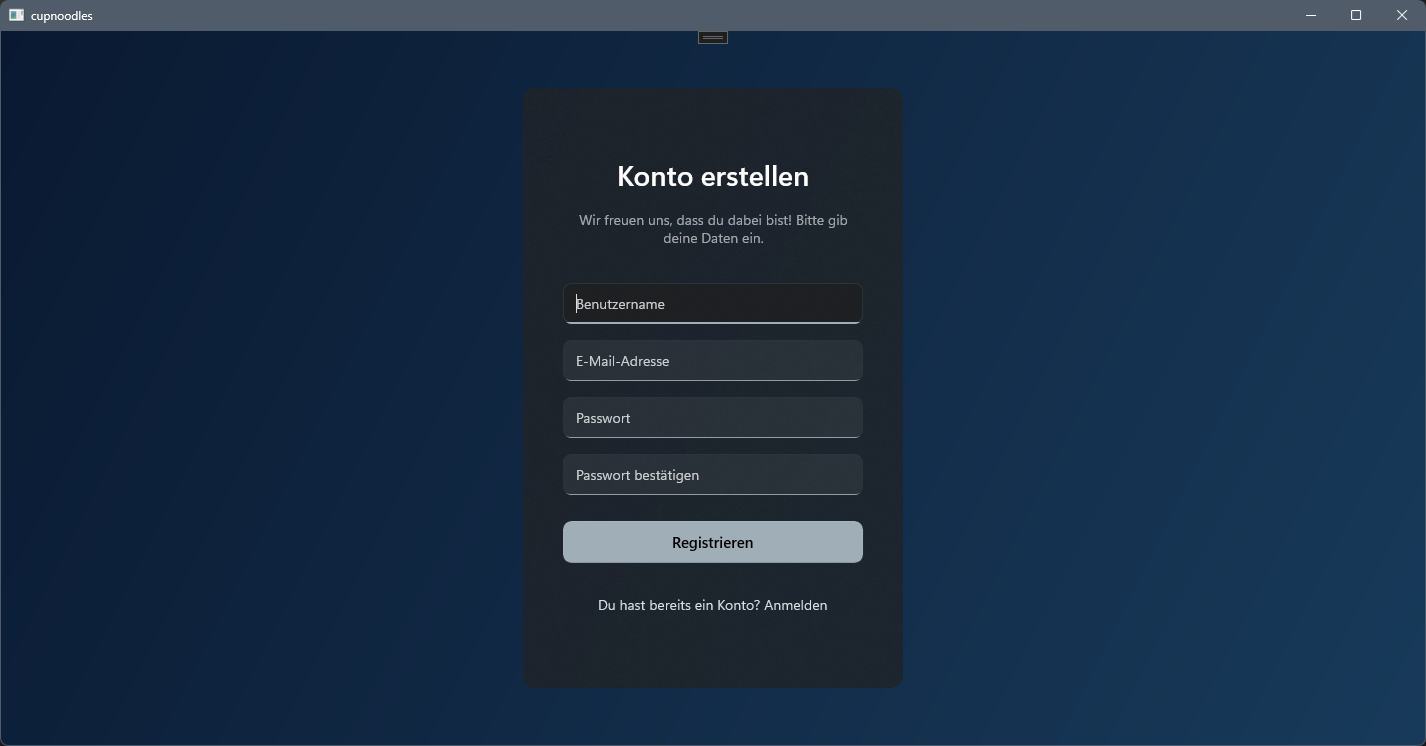 cupnoodles
Konto erstellen
Wir freuen uns, dass du dabei bist! Bitte gib
deine Daten ein.
Benutzername
E-Mail-Adresse
Passwort
Passwort bestätigen
Registrieren
Du hast bereits ein Konto? Anmelden